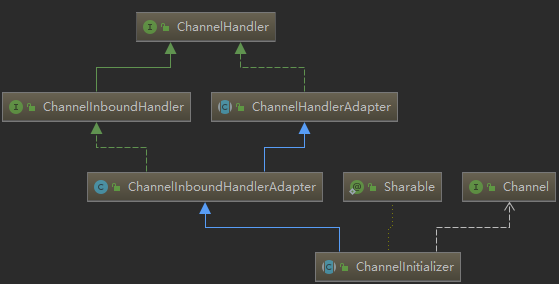 I ChannelHandler
I ChannelInboundHandler
C ChannelHandlerAdapter
C ChannelInboundHandlerAdapter
@ Sharable
I Channel
C ChannelInitializer